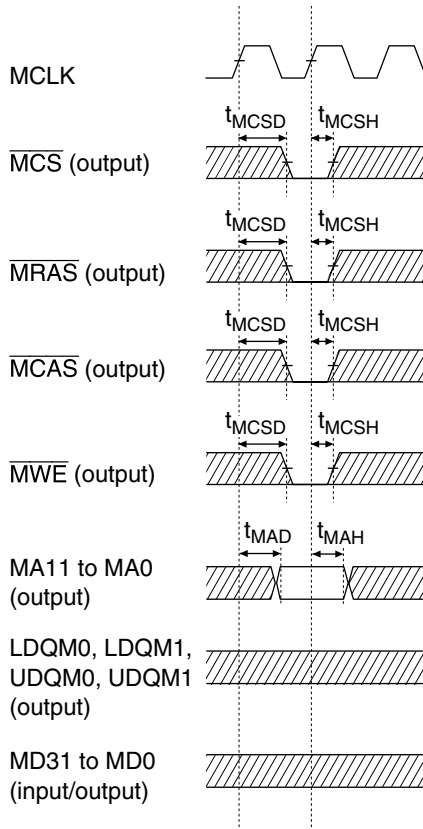 MCLK
tMCSD tMCSH
MCS (output)
tMCSD tMCSH
MRAS (output)
tMCSD tMCSH
MCAS (output)
tMCSD tMCSH
MWE (output)
tMAD tMAH
MA11 to MA0
(output)
LDQM0, LDQM1,
UDQM0, UDQM1
(output)
MD31 to MD0
(input/output)